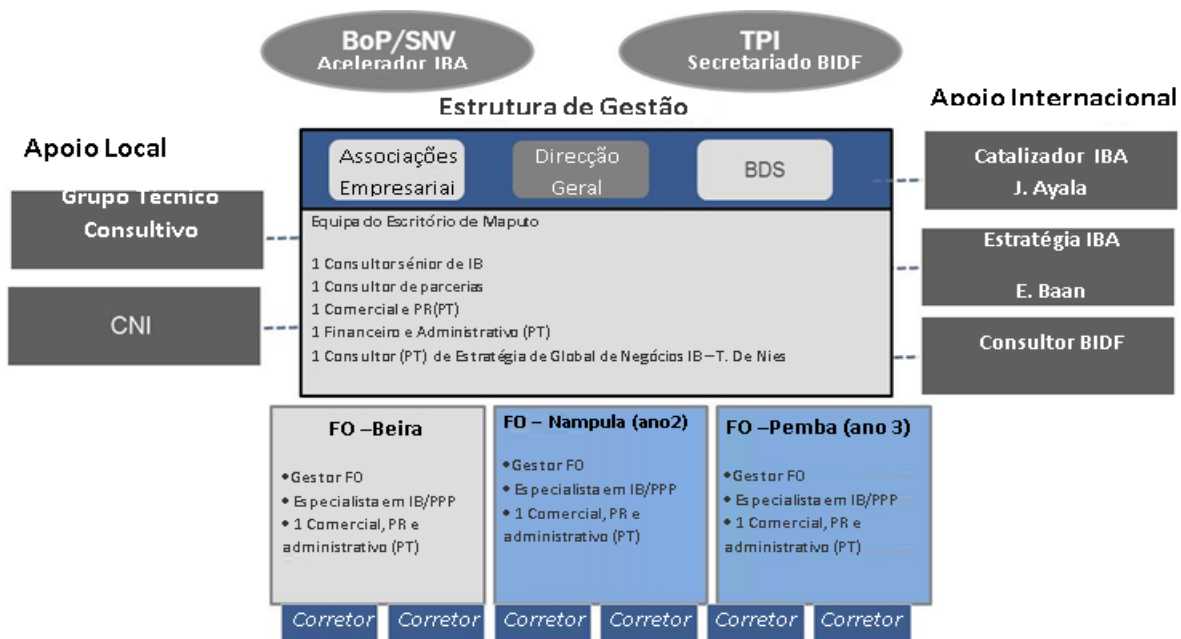 BoP/SNV
Acelerador IBA
TPI
Secretariado BIDF
Estrutura de Gestão
Apoio Internacional
Apoio Local
Associações
Empresariai
Direcção
Geral
BDS
Catalizador IBA
J. Ayala
Grupo Técnico
Consultivo
Equipa do Escritório de Maputo
1 Consultor sénior de IB
1 Consultor de parcerias
1 Comercial e PR(PT)
1 Financeiro e Administrativo (PT)
1 Consultor (PT) de Estratégia de Global de Negócios IB – T. De Nies
Estratégia IBA
E. Baan
CNI
Consultor BIDF
FO –Beira
•Gestor FO
• Especialista em IB/PPP
• 1 Comercial, PR e
administrativo (PT)
FO – Nampula (ano2)
•Gestor FO
• Especialista em IB/PPP
• 1 Comercial, PR e
administrativo (PT)
FO –Pemba (ano 3)
•Gestor FO
• Especialista em IB/PPP
• 1 Comercial, PR e
administrativo (PT)
Corretor
Corretor
Corretor
Corretor
Corretor
Corretor